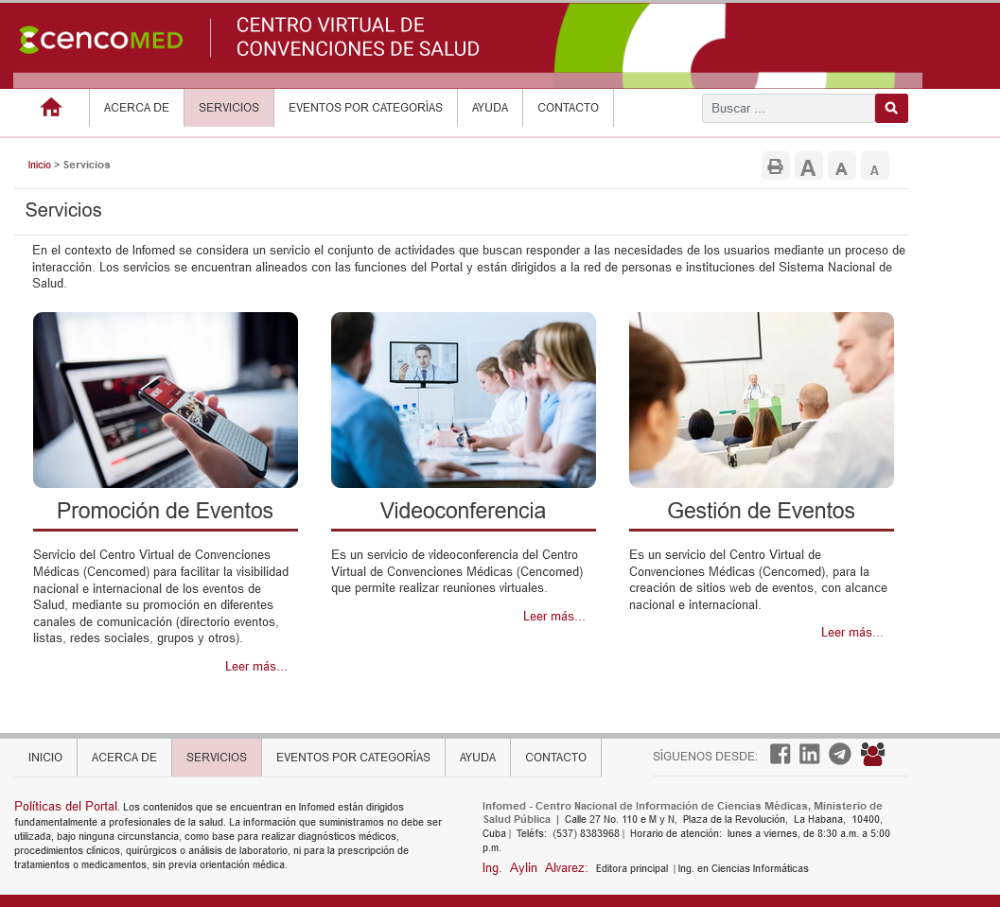 cencoMED
CENTRO VIRTUAL DE
CONVENCIONES DE SALUD
ACERCA DE
SERVICIOS
EVENTOS POR CATEGORÍAS
AYUDA
CONTACTO
Buscar ...
Inicio > Servicios
A
A
A
Servicios
En el contexto de Infomed se considera un servicio el conjunto de actividades que buscan responder a las necesidades de los usuarios mediante un proceso de
interacción. Los servicios se encuentran alineados con las funciones del Portal y están dirigidos a la red de personas e instituciones del Sistema Nacional de
Salud.
Promoción de Eventos
Servicio del Centro Virtual de Convenciones
Médicas (Cencomed) para facilitar la visibilidad
nacional e internacional de los eventos de
Salud, mediante su promoción en diferentes
canales de comunicación (directorio eventos,
listas, redes sociales, grupos y otros).
Leer más...
Videoconferencia
Es un servicio de videoconferencia del Centro
Virtual de Convenciones Médicas (Cencomed)
que permite realizar reuniones virtuales.
Leer más...
Gestión de Eventos
Es un servicio del Centro Virtual de
Convenciones Médicas (Cencomed), para la
creación de sitios web de eventos, con alcance
nacional e internacional.
Leer más...
INICIO
ACERCA DE
SERVICIOS
EVENTOS POR CATEGORÍAS
AYUDA
CONTACTO
SÍGUENOS DESDE:
Políticas del Portal. Los contenidos que se encuentran en Infomed están dirigidos
fundamentalmente a profesionales de la salud. La información que suministramos no debe ser
utilizada, bajo ninguna circunstancia, como base para realizar diagnósticos médicos,
procedimientos clínicos, quirúrgicos o análisis de laboratorio, ni para la prescripción de
tratamientos o medicamentos, sin previa orientación médica.
Infomed - Centro Nacional de Información de Ciencias Médicas, Ministerio de
Salud Pública | Calle 27 No. 110 e M y N, Plaza de la Revolución, La Habana, 10400,
Cuba | Teléfs: (537) 8383968 | Horario de atención: lunes a viernes, de 8:30 a.m. a 5:00
p.m.
Ing. Aylin Alvarez: Editora principal | Ing. en Ciencias Informáticas